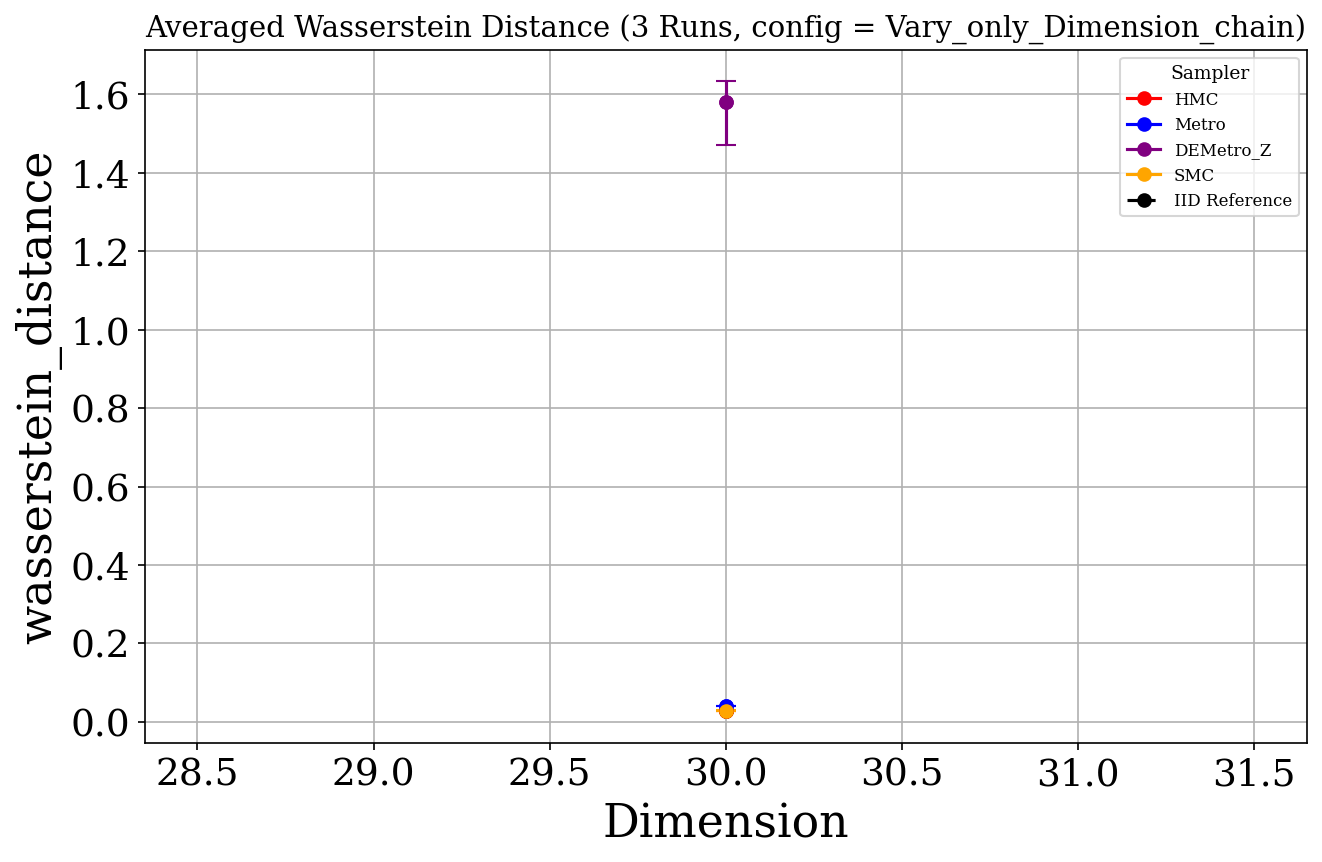 Averaged Wasserstein Distance (3 Runs, config = Vary_only_Dimension_chain)
Sampler
HMC
Metro
DEMetro_Z
SMC
IID Reference
wasserstein_distance
1.6
1.4
1.2
1.0
0.8
0.6
0.4
0.2
0.0
28.5 29.0 29.5 30.0 30.5 31.0 31.5
Dimension